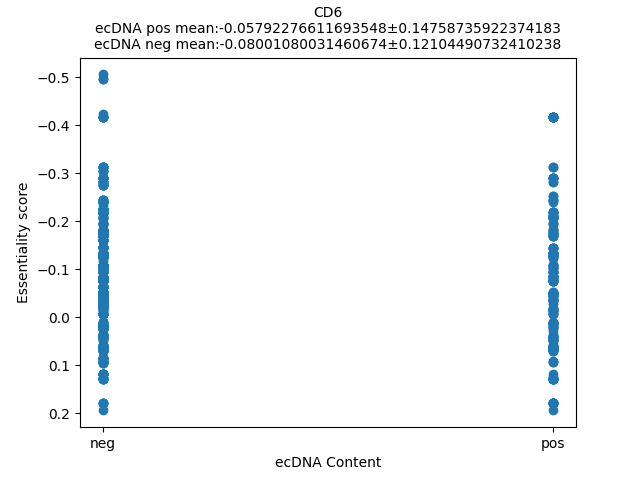 CD6
ecDNA pos mean:-0.05792276611693548±0.14758735922374183
ecDNA neg mean:-0.08001080031460674±0.12104490732410238
−0.5
−0.4
−0.3
−0.2
−0.1
0.0
0.1
0.2
Essentiality score
neg
pos
ecDNA Content